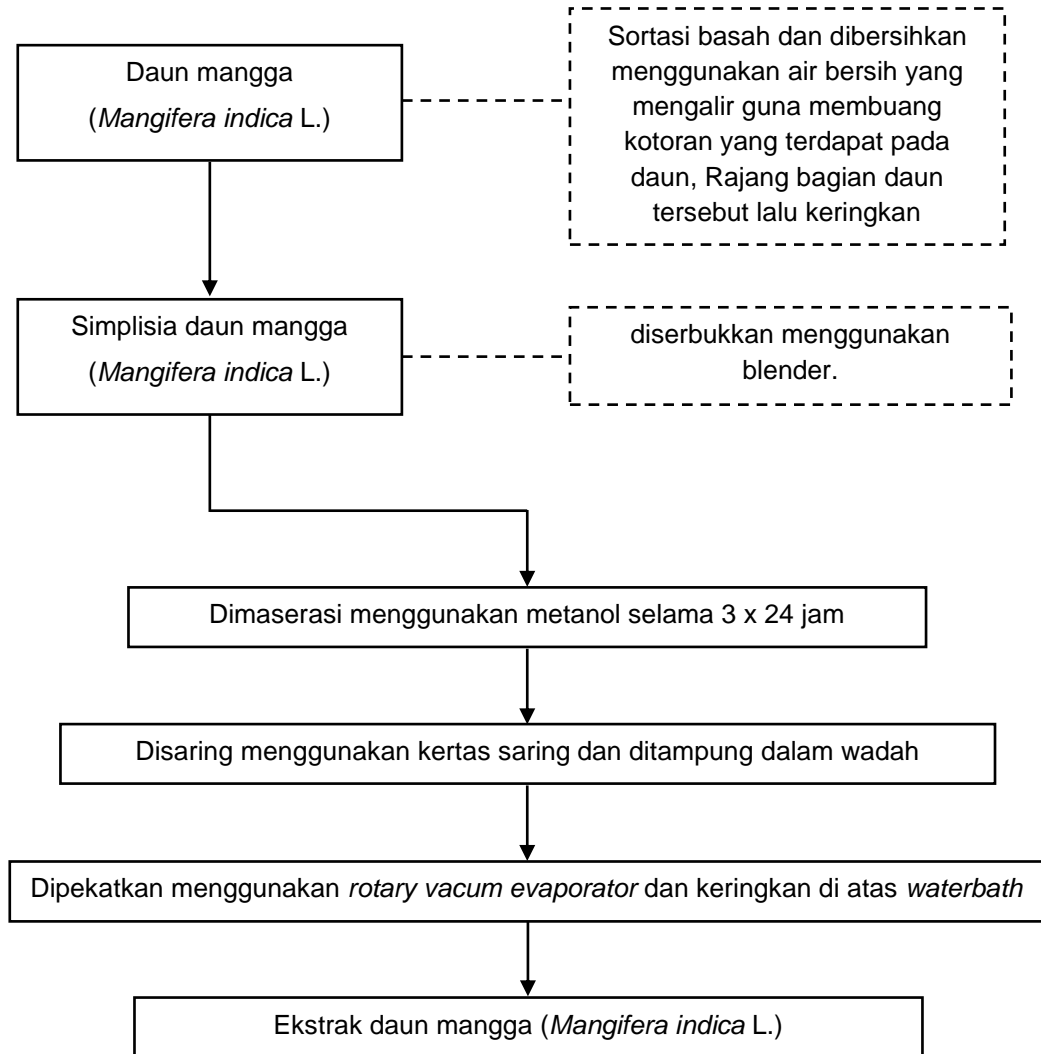 Daun mangga
(Mangifera indica L.)
Sortasi basah dan dibersihkan
menggunakan air bersih yang
mengalir guna membuang
kotoran yang terdapat pada
daun, Rajang bagian daun
tersebut lalu keringkan
Simplisia daun mangga
(Mangifera indica L.)
diserbukkan menggunakan
blender.
Dimaserasi menggunakan metanol selama 3 x 24 jam
Disaring menggunakan kertas saring dan ditampung dalam wadah
Dipekatkan menggunakan rotary vacum evaporator dan keringkan di atas waterbath
Ekstrak daun mangga (Mangifera indica L.)